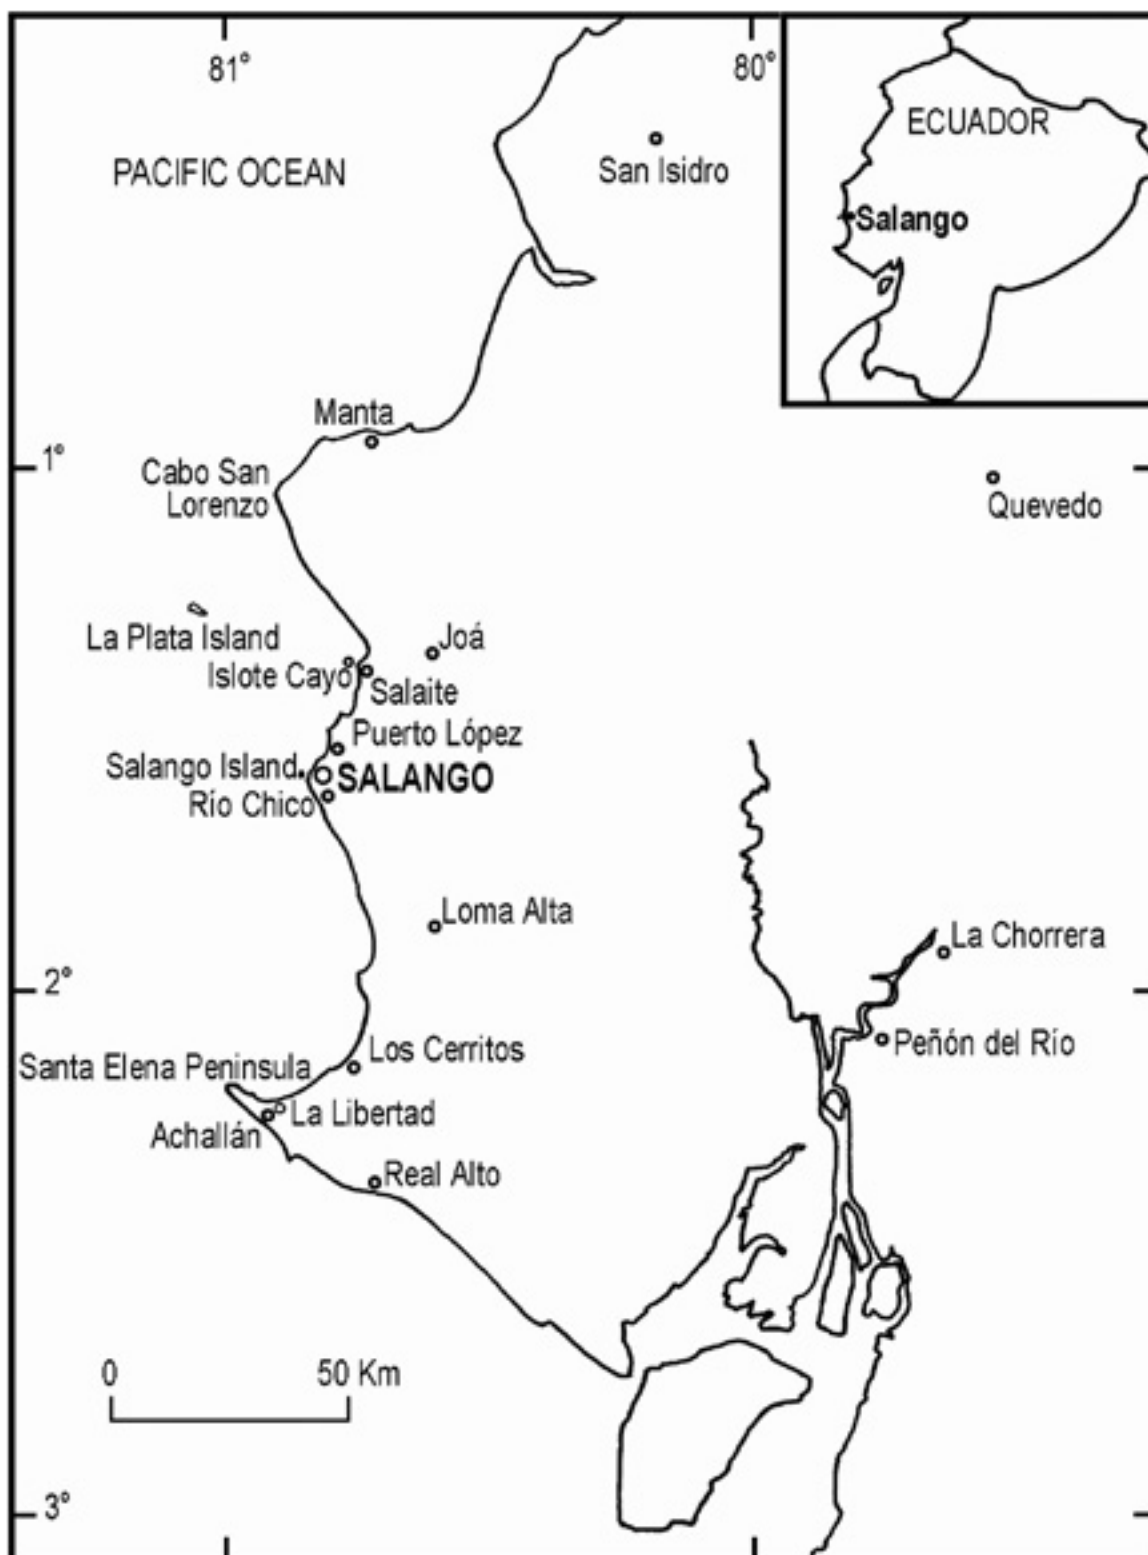 81°
80°
ECUADOR
PACIFIC OCEAN
San Isidro
Salango
Manta
1°
Cabo San
Lorenzo
Quevedo
La Plata Island
Joá
Islote Cayo
Salaite
Puerto López
Salango Island
SALANGO
Río Chico
Loma Alta
La Chorrera
2°
Peñón del Río
Los Cerritos
Santa Elena Peninsula
La Libertad
Achallán
Real Alto
0 50 Km
3°